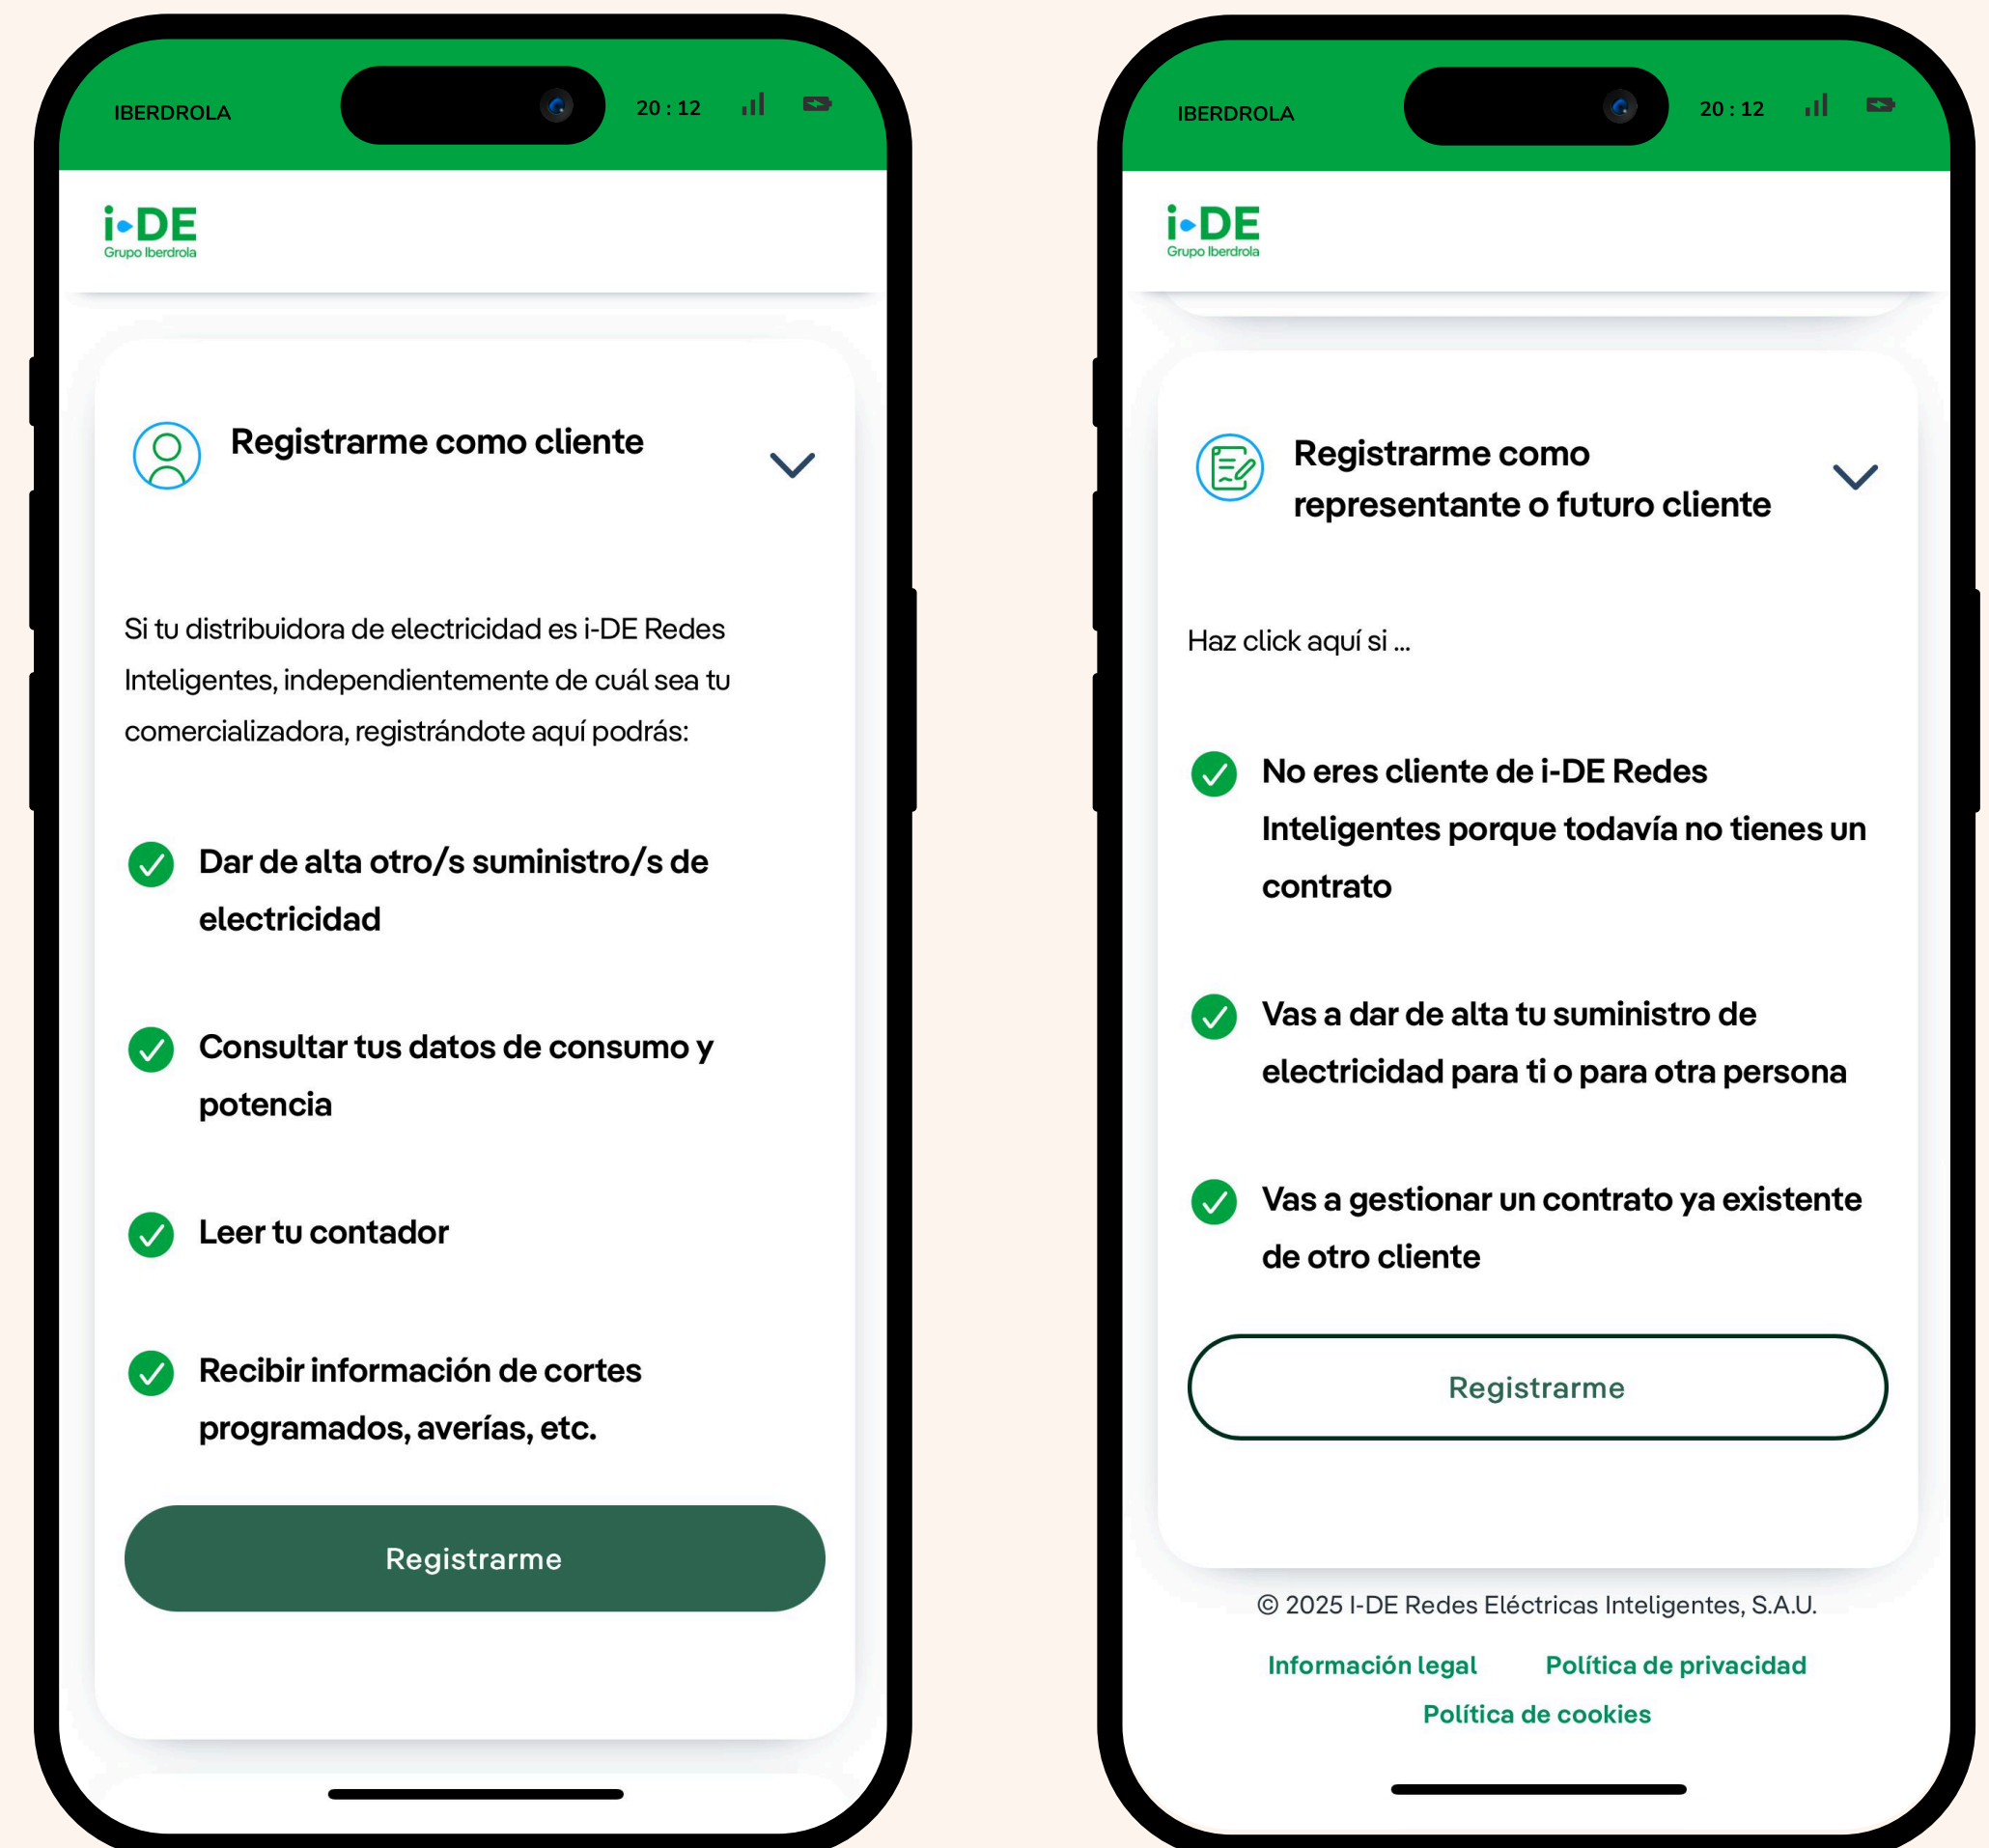 IBERDROLA
20 : 12
i-DE
Grupo Iberdrola
Registrarme como cliente
Si tu distribuidora de electricidad es i-DE Redes
Inteligentes, independientemente de cuál sea tu
comercializadora, registrándote aquí podrás:
Dar de alta otro/s suministro/s de
electricidad
Consultar tus datos de consumo y
potencia
Leer tu contador
Recibir información de cortes
programados, averías, etc.
Registrarme
IBERDROLA
20 : 12
i-DE
Grupo Iberdrola
Registrarme como
representante o futuro cliente
Haz click aquí si ...
No eres cliente de i-DE Redes
Inteligentes porque todavía no tienes un
contrato
Vas a dar de alta tu suministro de
electricidad para ti o para otra persona
Vas a gestionar un contrato ya existente
de otro cliente
Registrarme
© 2025 I-DE Redes Eléctricas Inteligentes, S.A.U.
Información legal Política de privacidad
Política de cookies